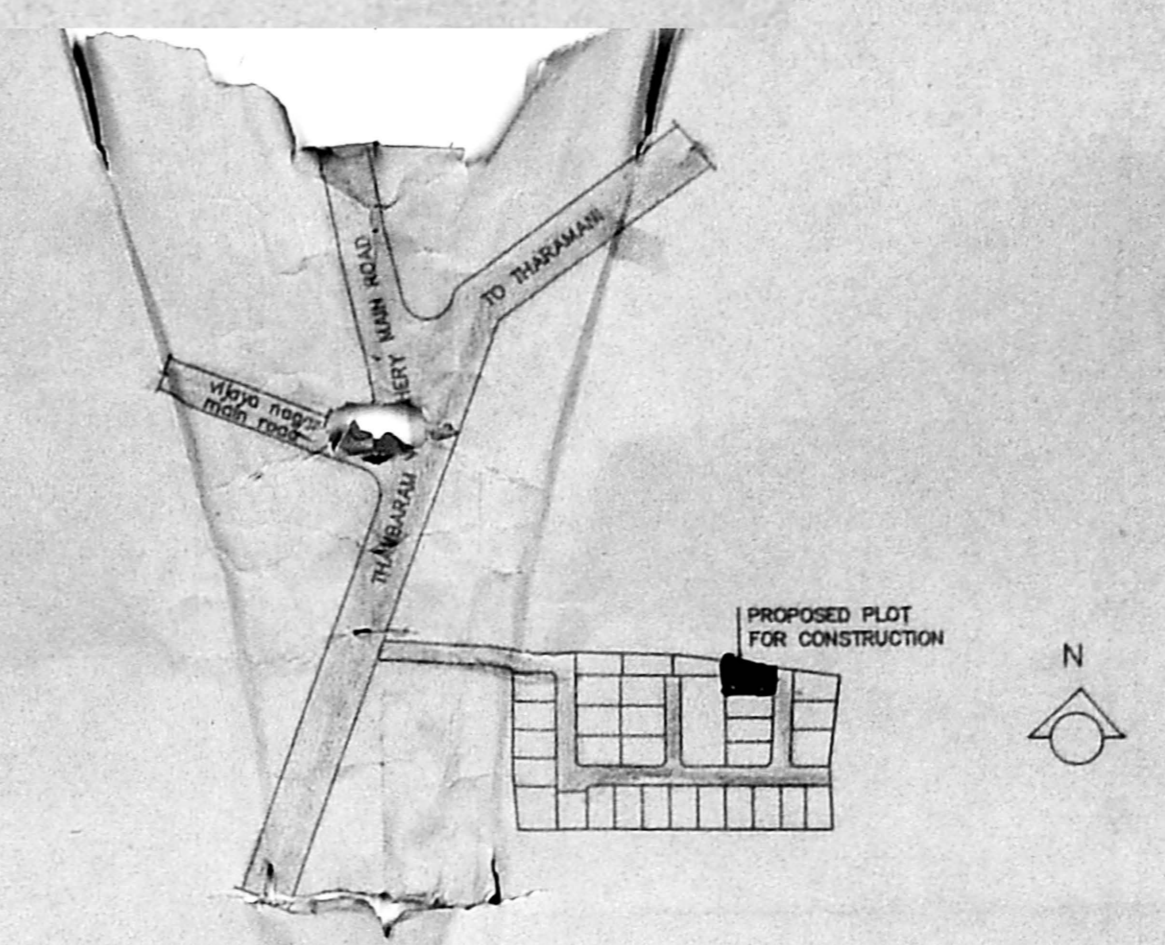 MAIN ROAD
TO THARAMANI
vijaya nagar
main road
THAMBARAM
PROPOSED PLOT
FOR CONSTRUCTION
N